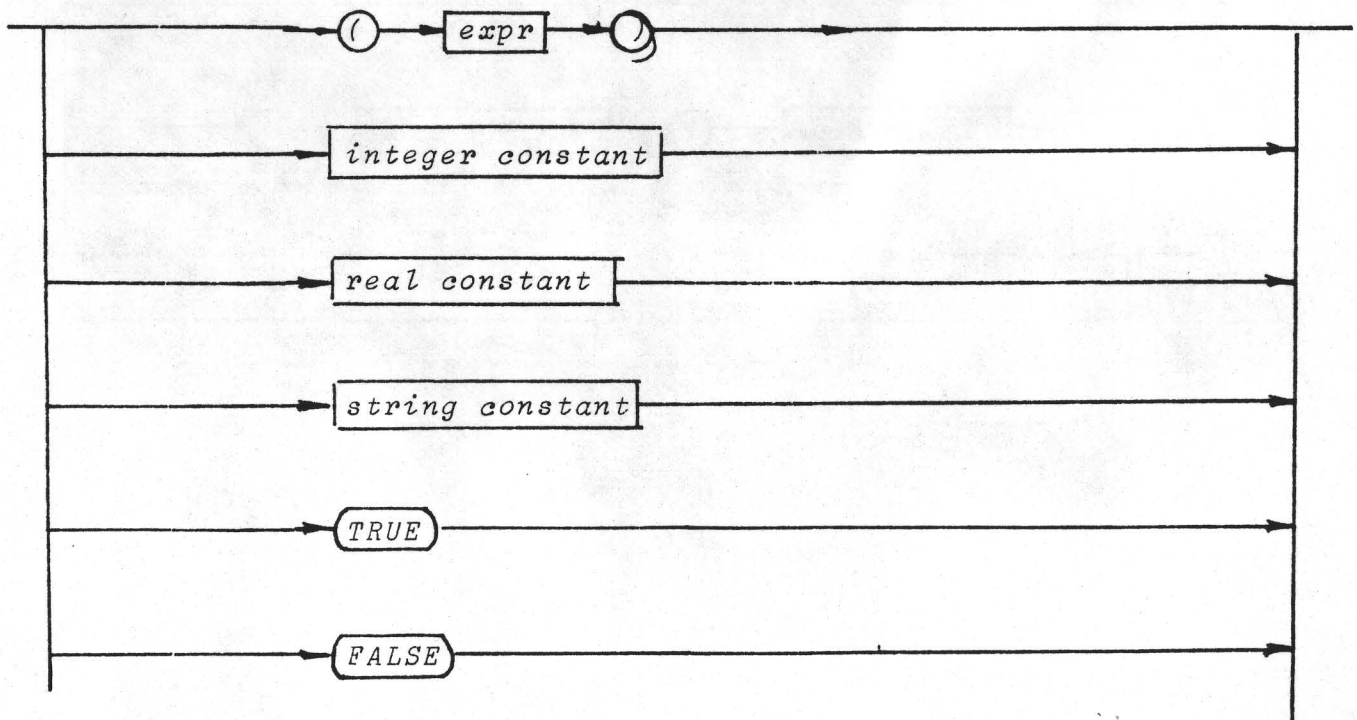 ( expr )
integer constant
real constant
string constant
TRUE
FALSE